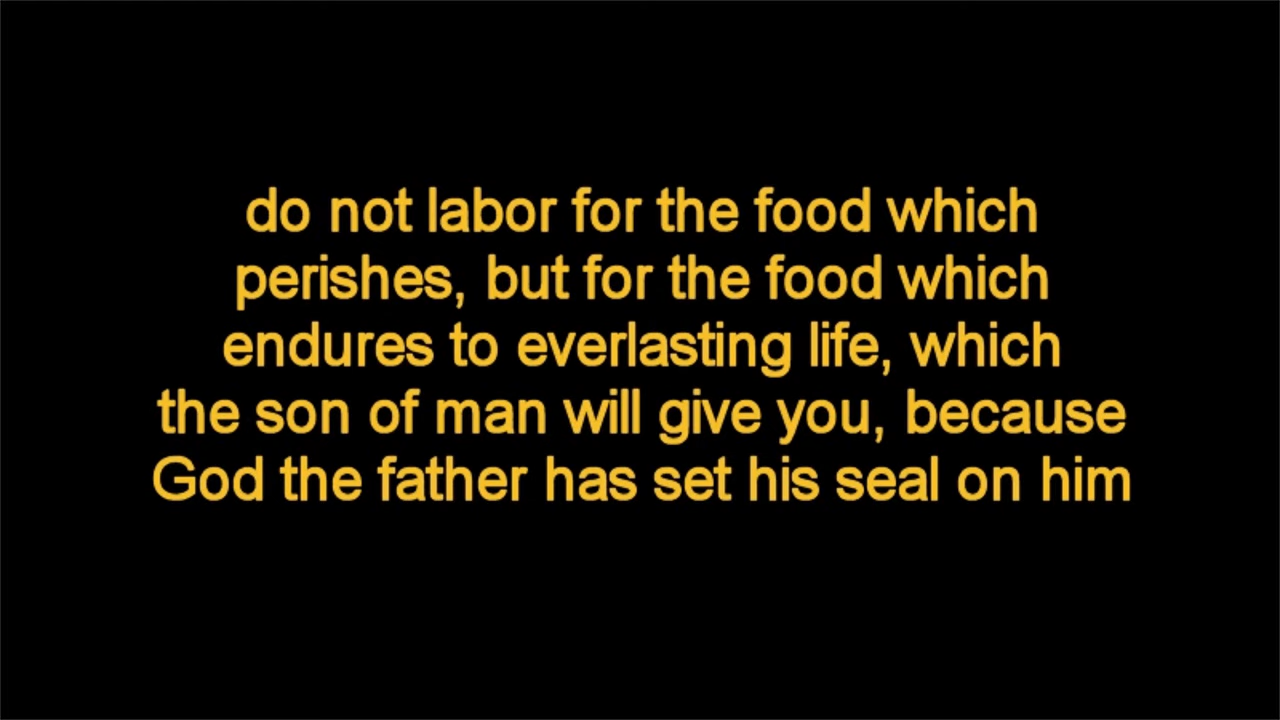 do not labor for the food which
perishes, but for the food which
endures to everlasting life, which
the son of man will give you, because
God the father has set his seal on him